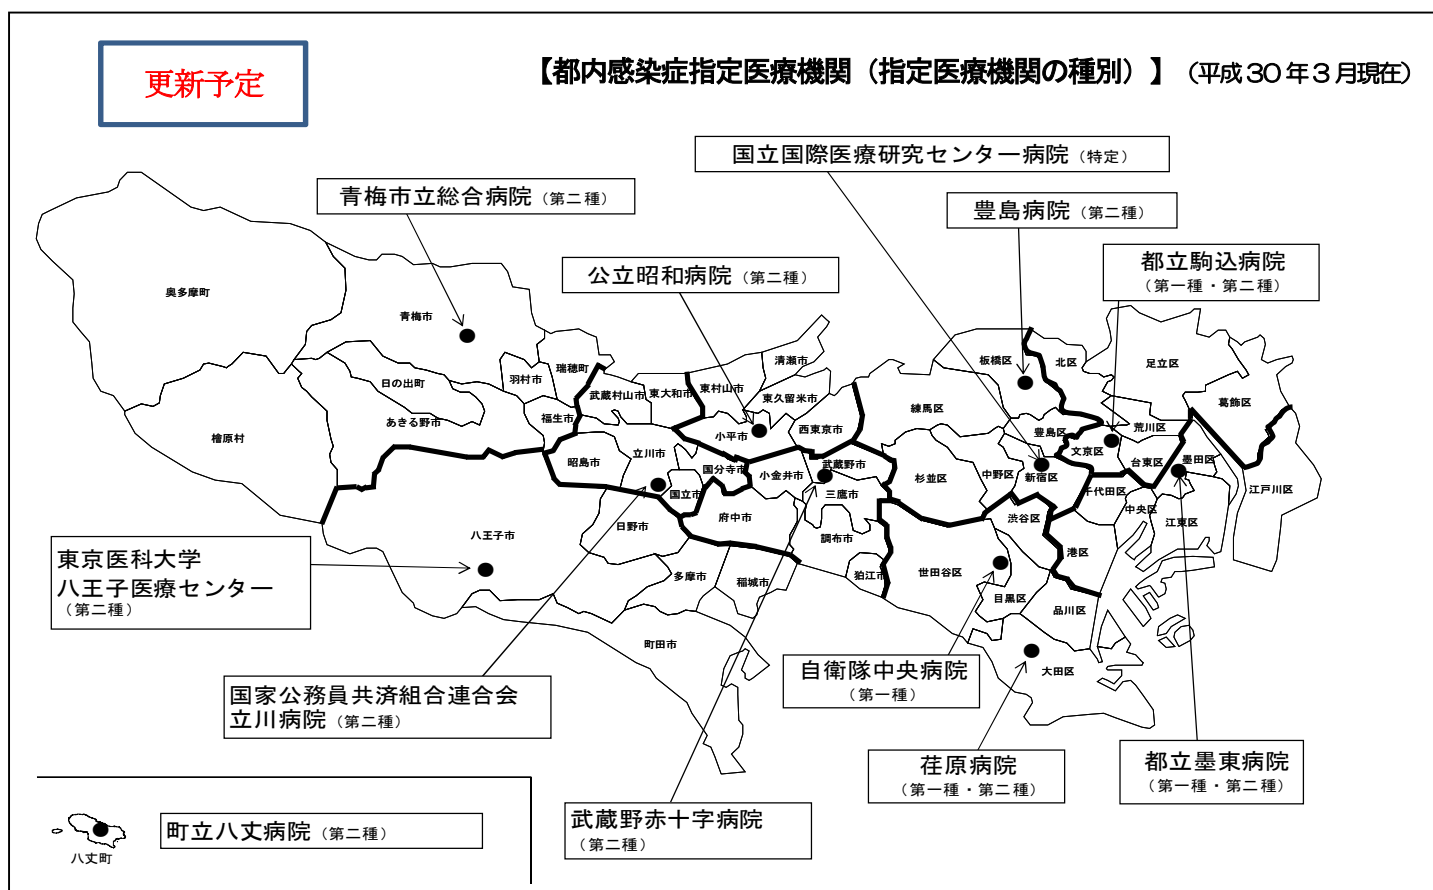 更新予定
【都内感染症指定医療機関(指定医療機関の種別)】(平成30年3月現在)
国立国際医療研究センター病院(特定)
青梅市立総合病院(第二種)
豊島病院(第二種)
公立昭和病院(第二種)
都立駒込病院
(第一種・第二種)
奥多摩町
青梅市
日の出町
羽村市
瑞穂町
武蔵村山市
東大和市
東村山市
清瀬市
東久留米市
板橋区
北区
足立区
葛飾区
練馬区
あきる野市
福生市
檜原村
小平市
西東京市
豊島区
文京区
荒川区
台東区
墨田区
昭島市
立川市
国分寺市
国立市
小金井市
武蔵野市
三鷹市
杉並区
中野区
新宿区
千代田区
中央区
江東区
江戸川区
八王子市
日野市
府中市
調布市
狛江市
渋谷区
港区
世田谷区
目黒区
品川区
大田区
多摩市
稲城市
町田市
東京医科大学
八王子医療センター
(第二種)
国家公務員共済組合連合会
立川病院(第二種)
自衛隊中央病院
(第一種)
荏原病院
(第一種・第二種)
都立墨東病院
(第一種・第二種)
武蔵野赤十字病院
(第二種)
町立八丈病院(第二種)
八丈町